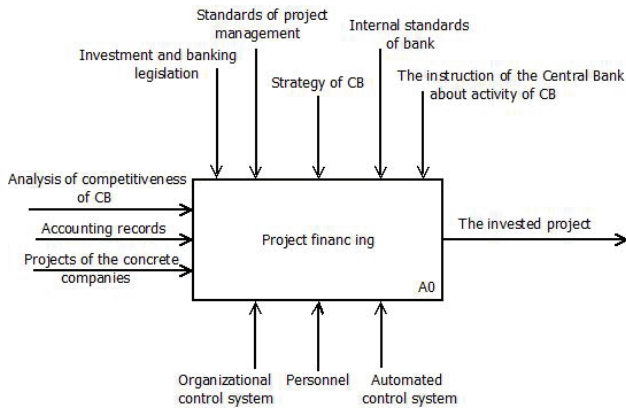 Standards of project
management
Internal standards
of bank
Investment and banking
legislation
Strategy of CB
The instruction of the Central Bank
about activity of CB
Analysis of competitiveness
of CB
Accounting records
Projects of the concrete
companies
Project financ ing
A0
The invested project
Organizational
control system
Personnel
Automated
control system